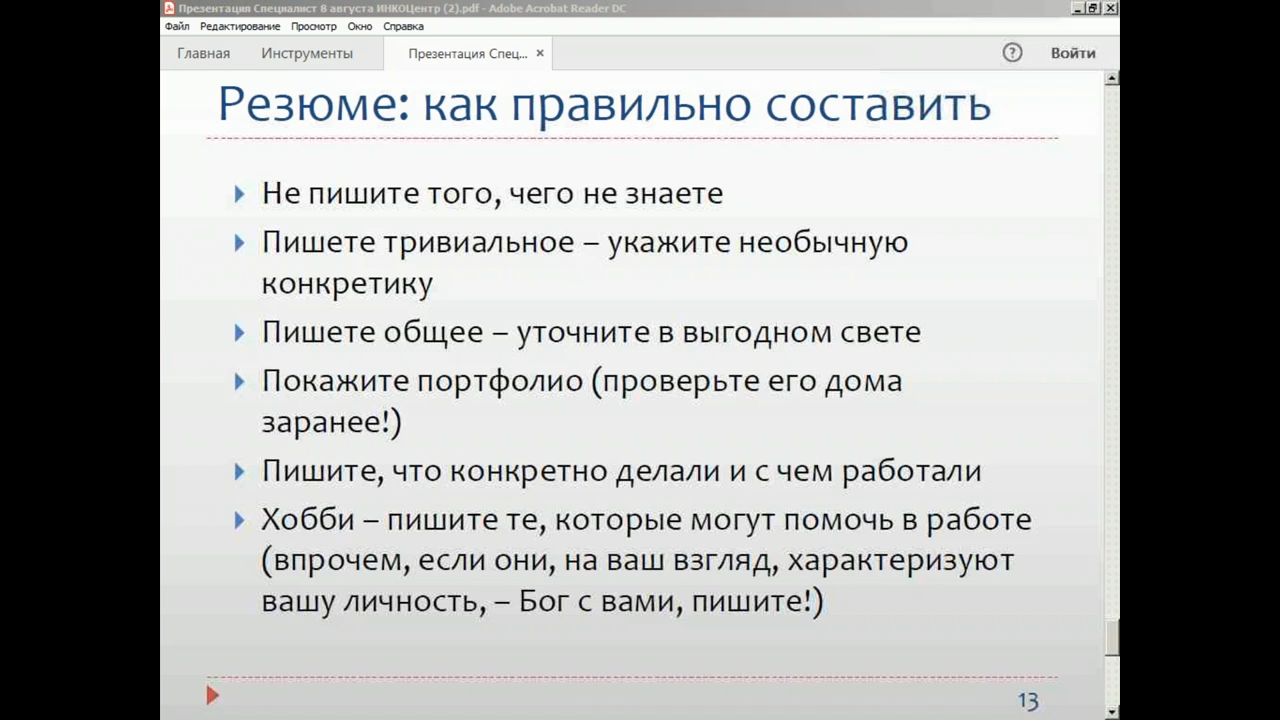 Презентация Специалист 8 августа ИНКОЦентр (2).pdf - Adobe Acrobat Reader DC
Файл Редактирование Просмотр Окно Справка
Главная Инструменты Презентация Спец... × ? Войти
Резюме: как правильно составить
Не пишите того, чего не знаете
Пишете тривиальное – укажите необычную
конкретику
Пишете общее – уточните в выгодном свете
Покажите портфолио (проверьте его дома
заранее!)
Пишите, что конкретно делали и с чем работали
Хобби – пишите те, которые могут помочь в работе
(впрочем, если они, на ваш взгляд, характеризуют
вашу личность, – Бог с вами, пишите!)
13